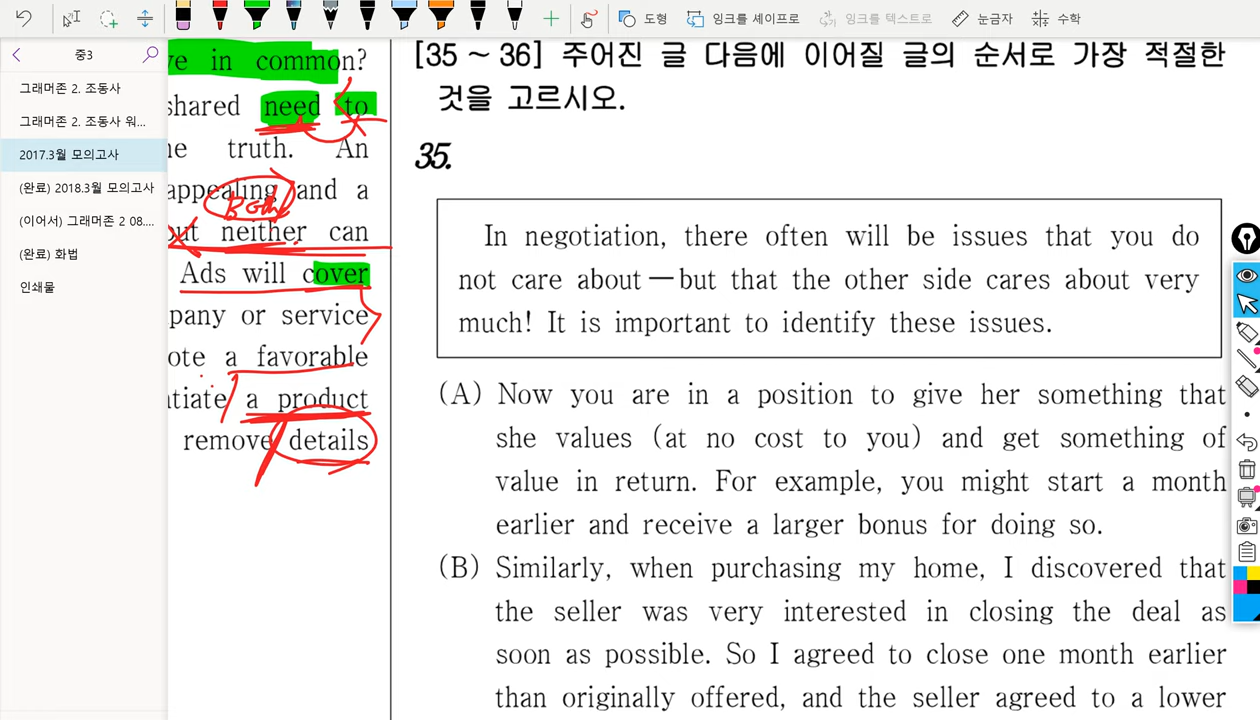 도형
잉크를 셰이프로
잉크를 텍스트로
눈금자
수학
중3
그래머존 2. 조동사
그래머존 2. 조동사 워...
2017.3월 모의고사
(완료) 2018.3월 모의고사
(이어서) 그래머존 2 08....
(완료) 화법
인쇄물
in common?
shared need to
truth. An
appealing and a
Both
neither can
Ads will cover
or service
a favorable
a product
remove details
[35 ~ 36] 주어진 글 다음에 이어질 글의 순서로 가장 적절한
것을 고르시오.
35.
In negotiation, there often will be issues that you do
not care about — but that the other side cares about very
much! It is important to identify these issues.
(A) Now you are in a position to give her something that
she values (at no cost to you) and get something of
value in return. For example, you might start a month
earlier and receive a larger bonus for doing so.
(B) Similarly, when purchasing my home, I discovered that
the seller was very interested in closing the deal as
soon as possible. So I agreed to close one month earlier
than originally offered, and the seller agreed to a lower